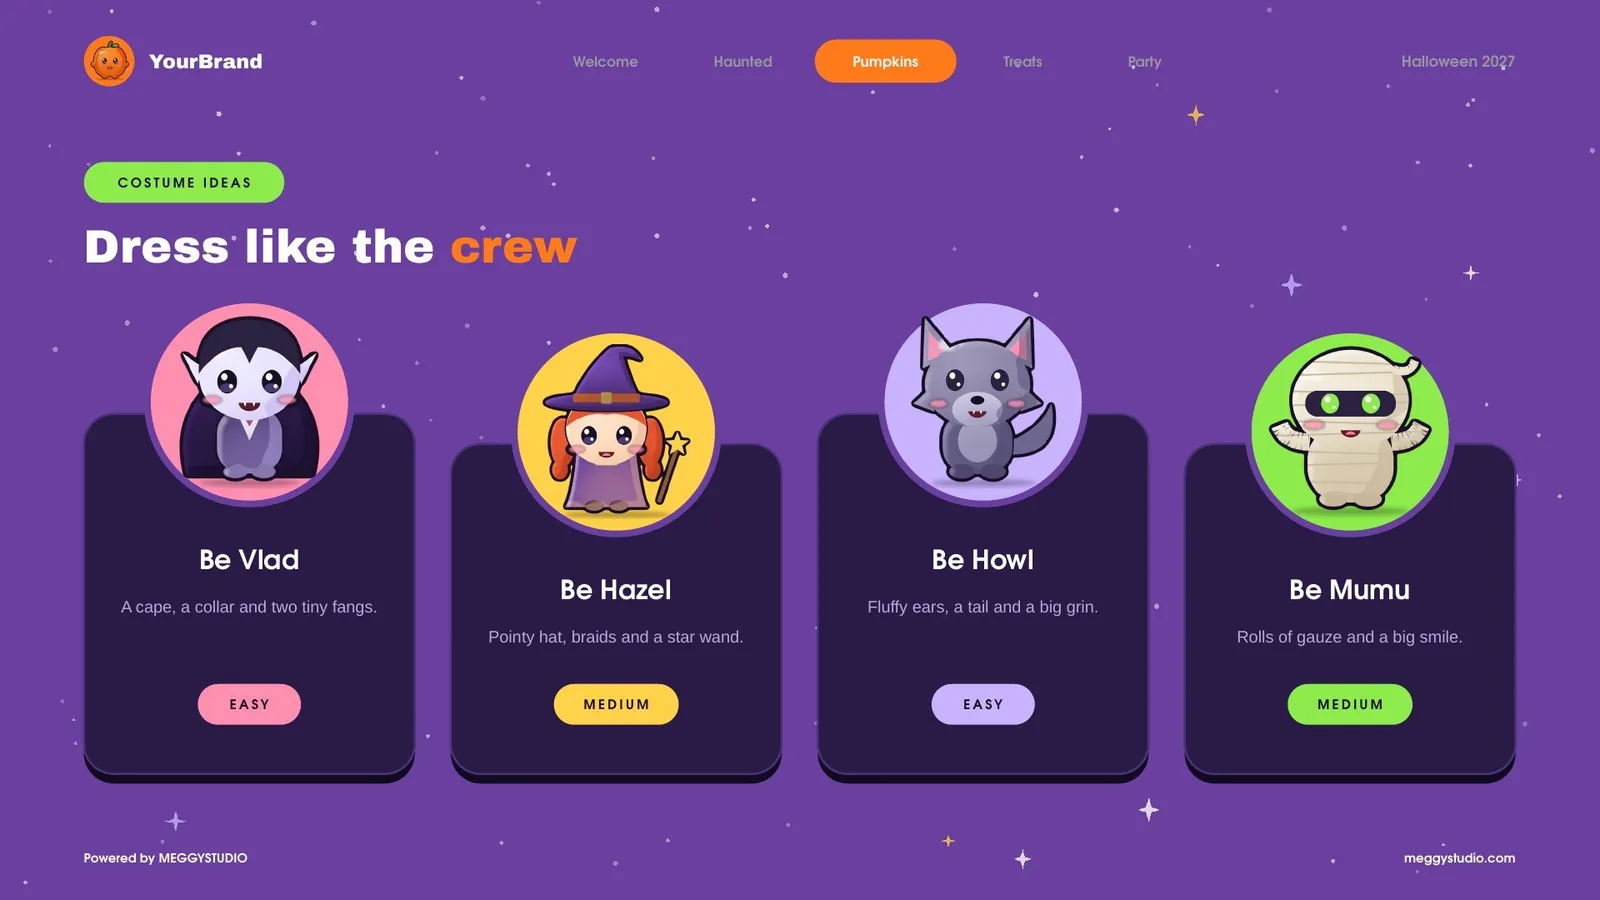 YourBrand
Welcome
Haunted
Pumpkins
Treats
Party
Halloween 2027
COSTUME IDEAS
Dress like the crew
Be Vlad
A cape, a collar and two tiny fangs.
EASY
Be Hazel
Pointy hat, braids and a star wand.
MEDIUM
Be Howl
Fluffy ears, a tail and a big grin.
EASY
Be Mumu
Rolls of gauze and a big smile.
MEDIUM
Powered by MEGGYSTUDIO
meggystudio.com